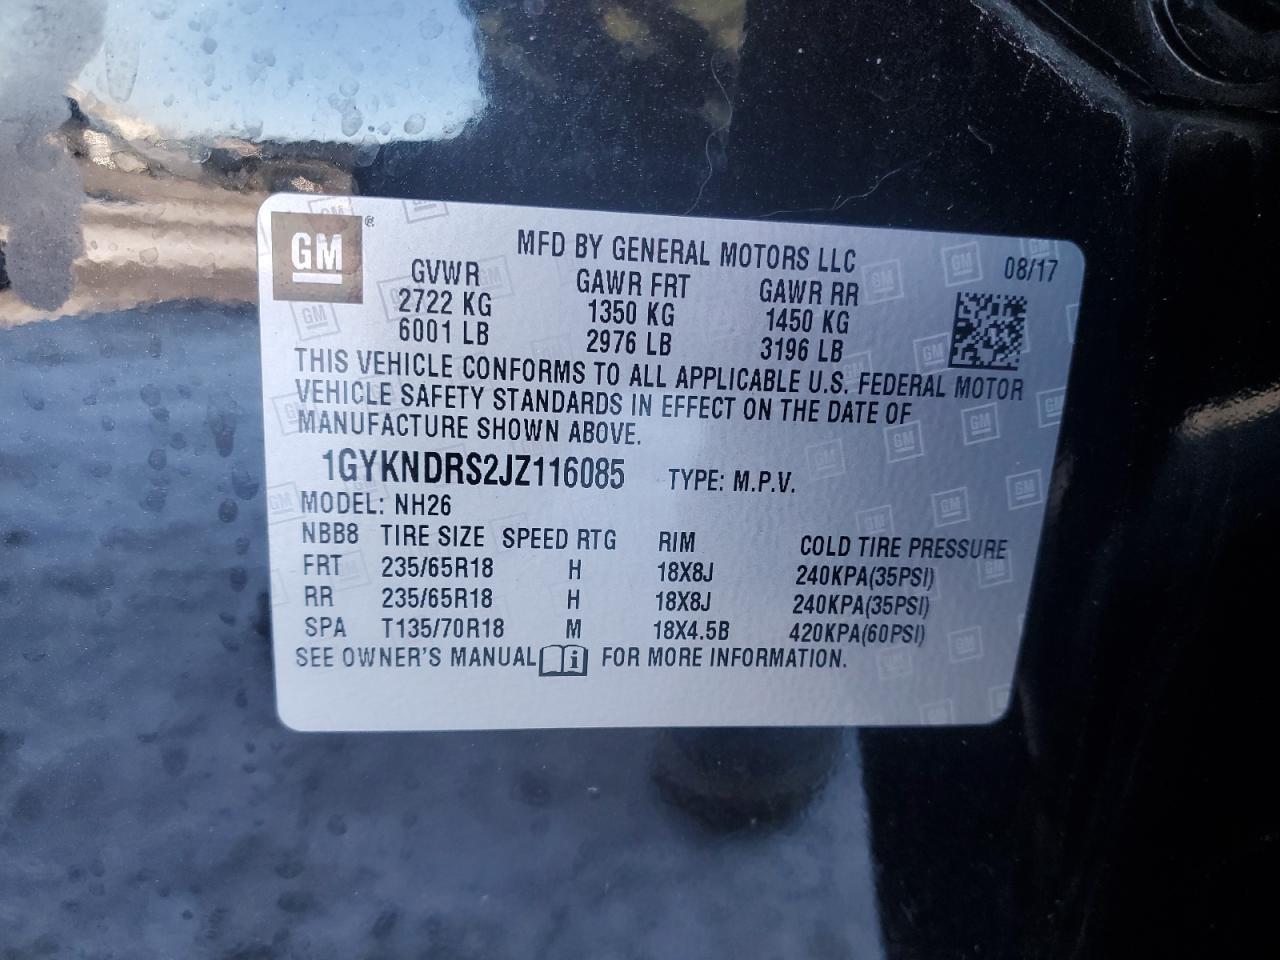 GM®
MFD BY GENERAL MOTORS LLC
08/17
GVWR GAWR FRT GAWR RR
2722 KG 1350 KG 1450 KG
6001 LB 2976 LB 3196 LB
THIS VEHICLE CONFORMS TO ALL APPLICABLE U.S. FEDERAL MOTOR
VEHICLE SAFETY STANDARDS IN EFFECT ON THE DATE OF
MANUFACTURE SHOWN ABOVE.
1GYKNDRS2JZ116085 TYPE: M.P.V.
MODEL: NH26
NBB8 TIRE SIZE SPEED RTG RIM COLD TIRE PRESSURE
FRT 235/65R18 H 18X8J 240KPA(35PSI)
RR 235/65R18 H 18X8J 240KPA(35PSI)
SPA T135/70R18 M 18X4.5B 420KPA(60PSI)
SEE OWNER'S MANUAL i FOR MORE INFORMATION.